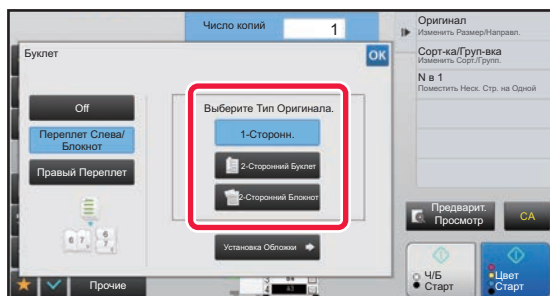 Число копий
1
Буклет
OK
Off
Переплет Слева/
Блокнот
Правый Переплет
Выберите Тип Оригинала.
1-Сторонн.
2-Сторонний Буклет
2-Сторонний Блокнот
Установка Обложки
Оригинал
Изменить Размер/Направл.
Сорт-ка/Груп-вка
Изменить Сорт./Групп.
N в 1
Поместить Неск. Стр. на Одной
Предварит.
Просмотр
CA
Ч/Б
Старт
Цвет
Старт
Прочие